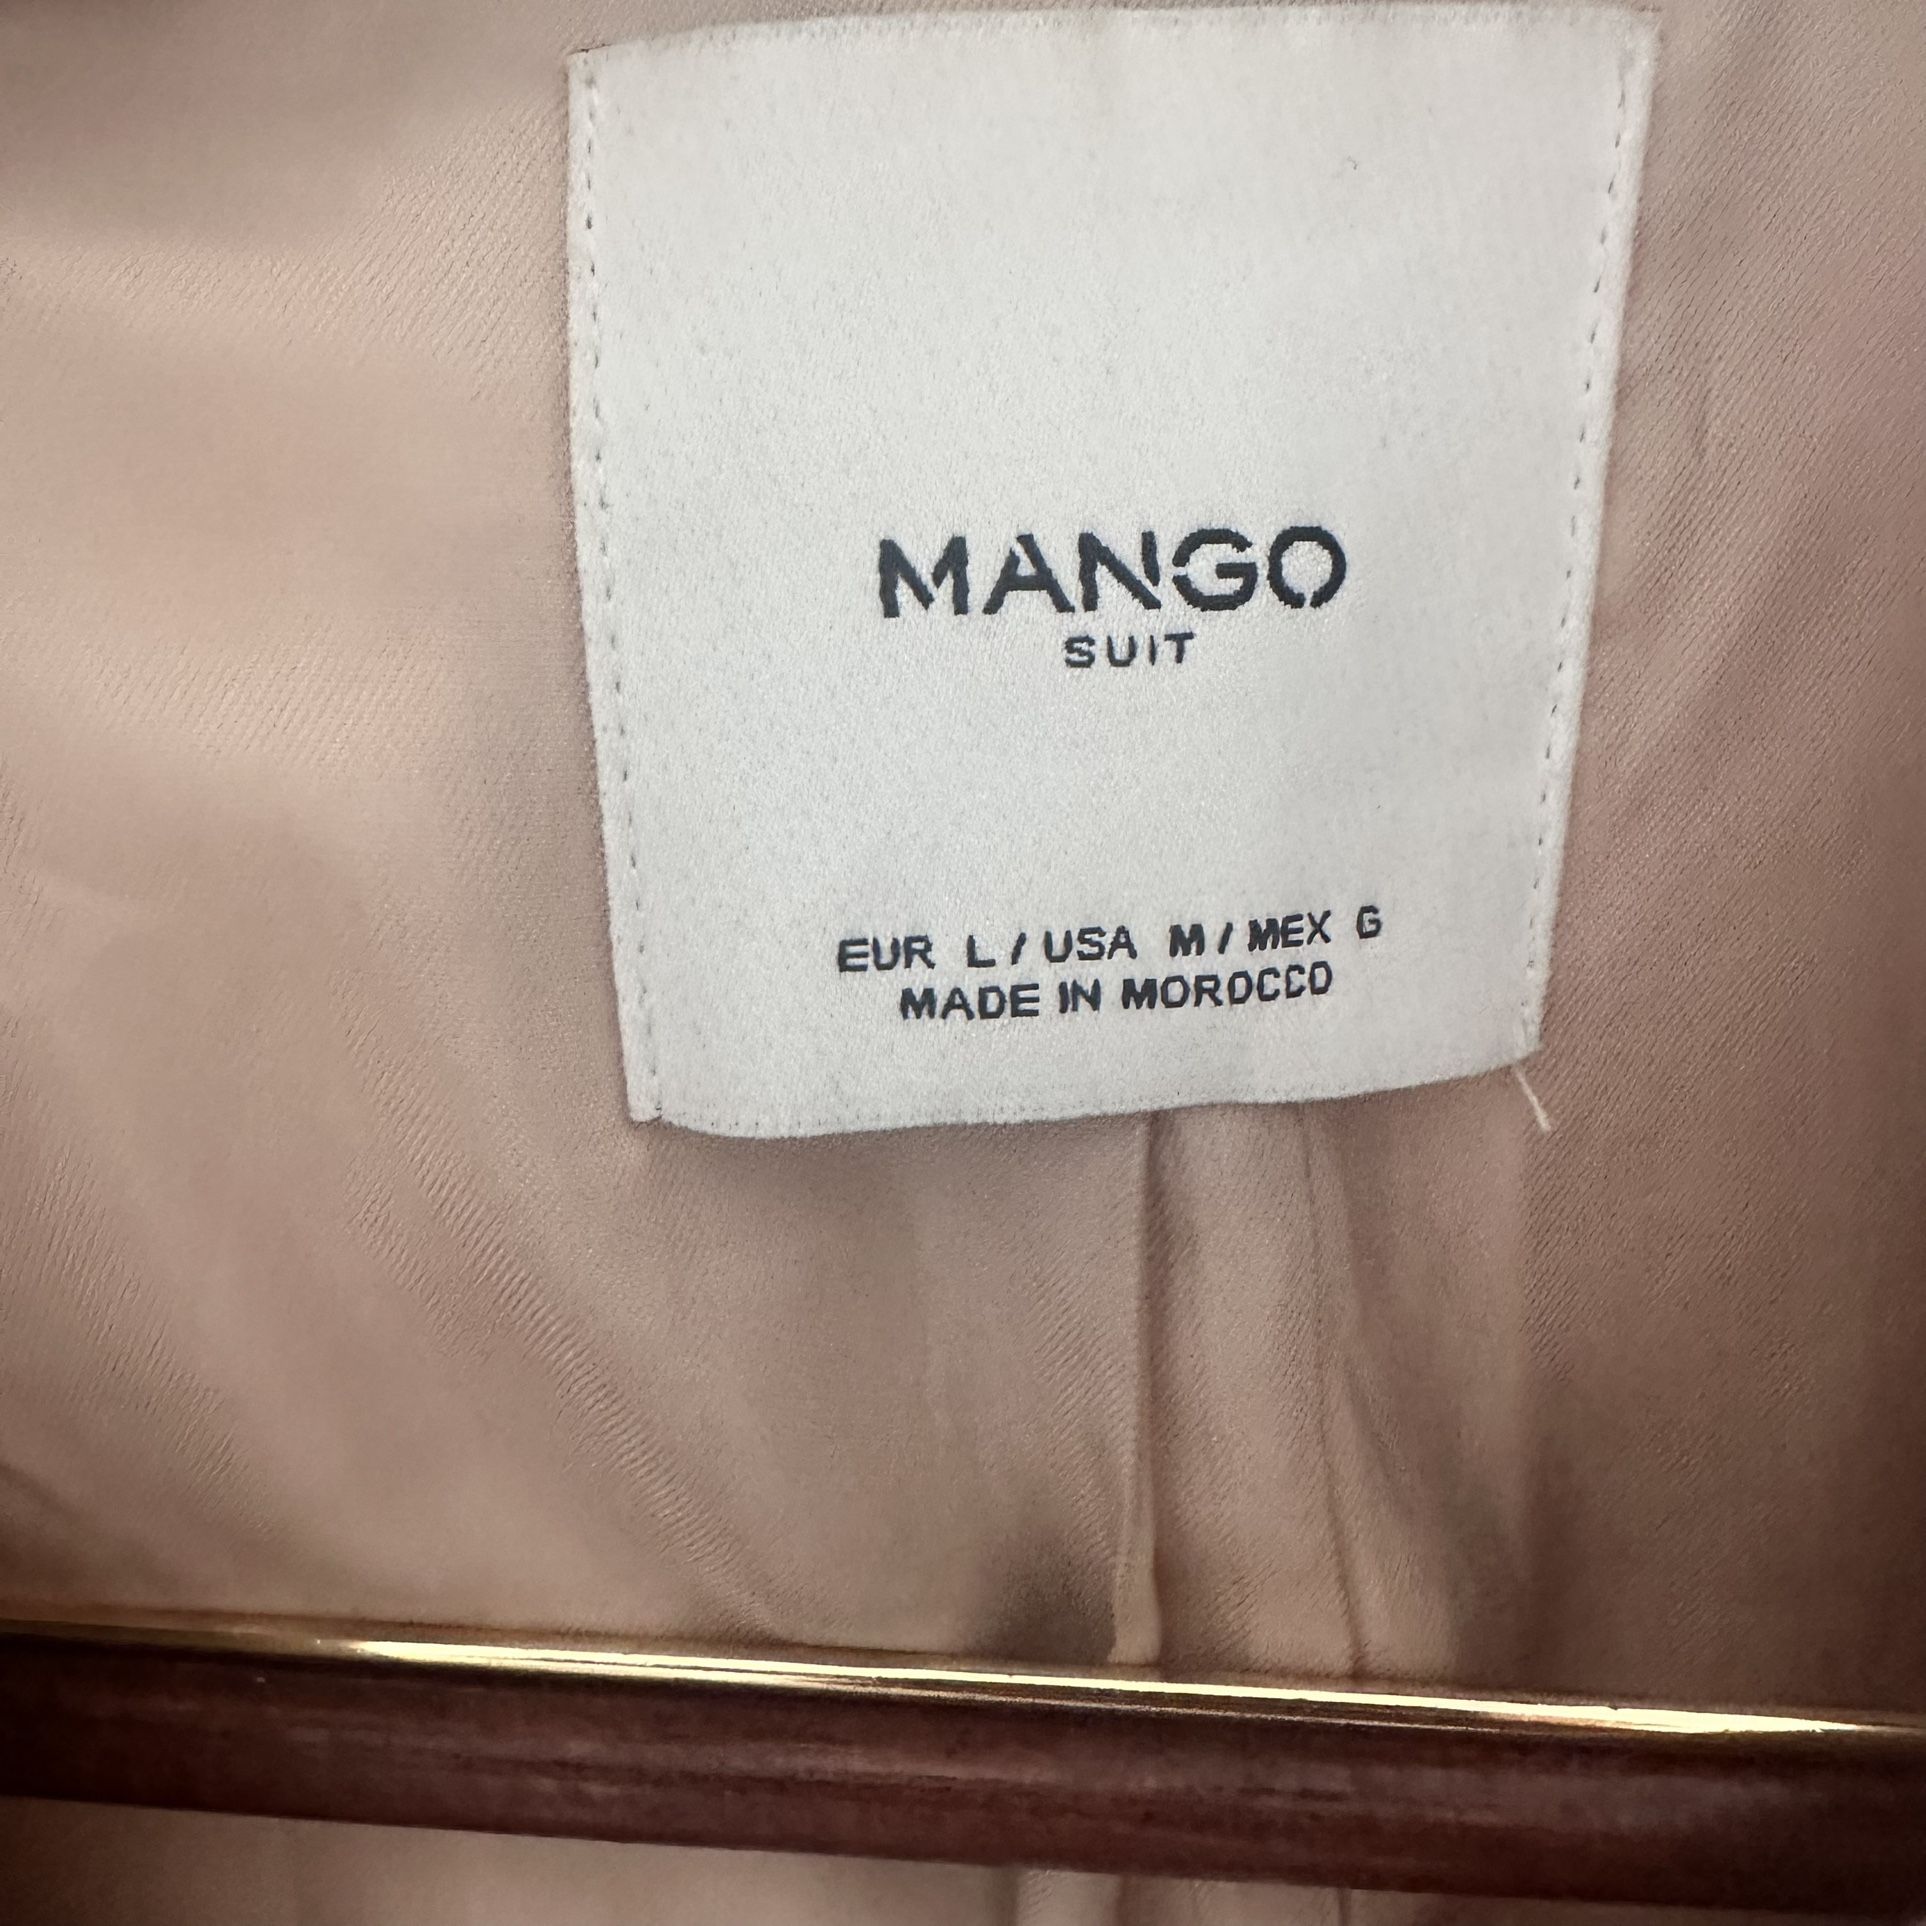 MANGO
SUIT
EUR L / USA M / MEX G
MADE IN MOROCCO